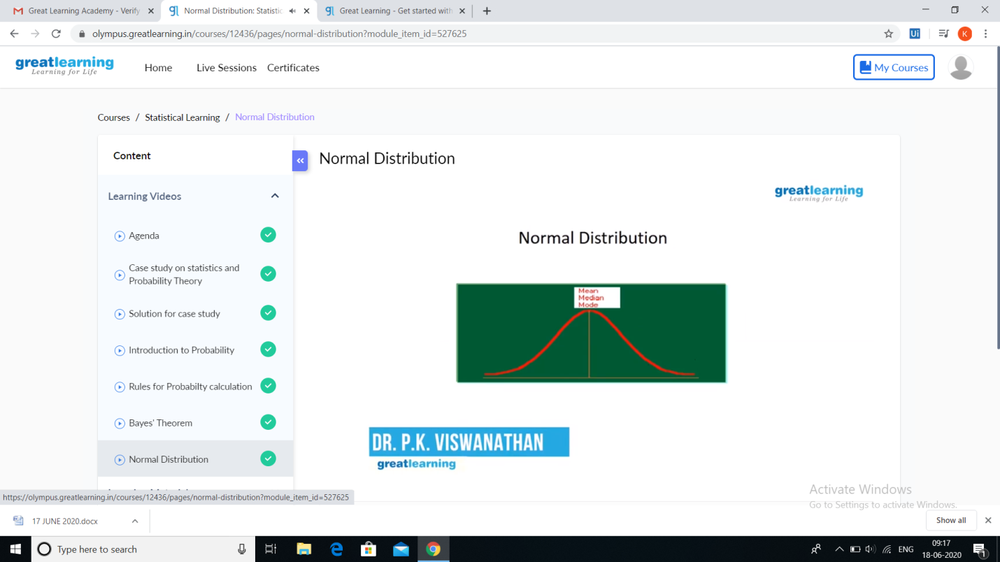 Great Learning Academy - Verify
Normal Distribution: Statistic
Great Learning - Get started with
olympus.greatlearning.in/courses/12436/pages/normal-distribution?module_item_id=527625
Ui
K
greatlearning
Learning for Life
Home
Live Sessions
Certificates
My Courses
Courses / Statistical Learning / Normal Distribution
Content
Learning Videos
Agenda
Case study on statistics and
Probability Theory
Solution for case study
Introduction to Probability
Rules for Probabilty calculation
Bayes' Theorem
Normal Distribution
Normal Distribution
greatlearning
Learning for Life
Normal Distribution
Mean
Median
Mode
DR. P.K. VISWANATHAN
greatlearning
Activate Windows
Go to Settings to activate Windows.
https://olympus.greatlearning.in/courses/12436/pages/normal-distribution?module_item_id=527625
17 JUNE 2020.docx
Show all
Type here to search
ENG
09:17
18-06-2020
1